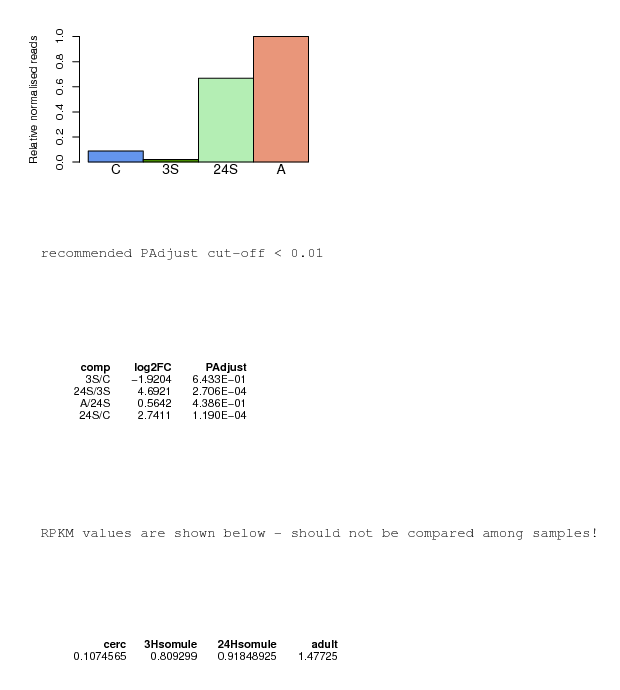 Relative normalised reads
1.0
0.8
0.6
0.4
0.2
0.0
C 3S 24S A
recommended PAdjust cut-off < 0.01
comp log2FC PAdjust
3S/C −1.9204 6.433E−01
24S/3S 4.6921 2.706E−04
A/24S 0.5642 4.386E−01
24S/C 2.7411 1.190E−04
RPKM values are shown below - should not be compared among samples!
cerc 3Hsomule 24Hsomule adult
0.1074565 0.809299 0.91848925 1.47725